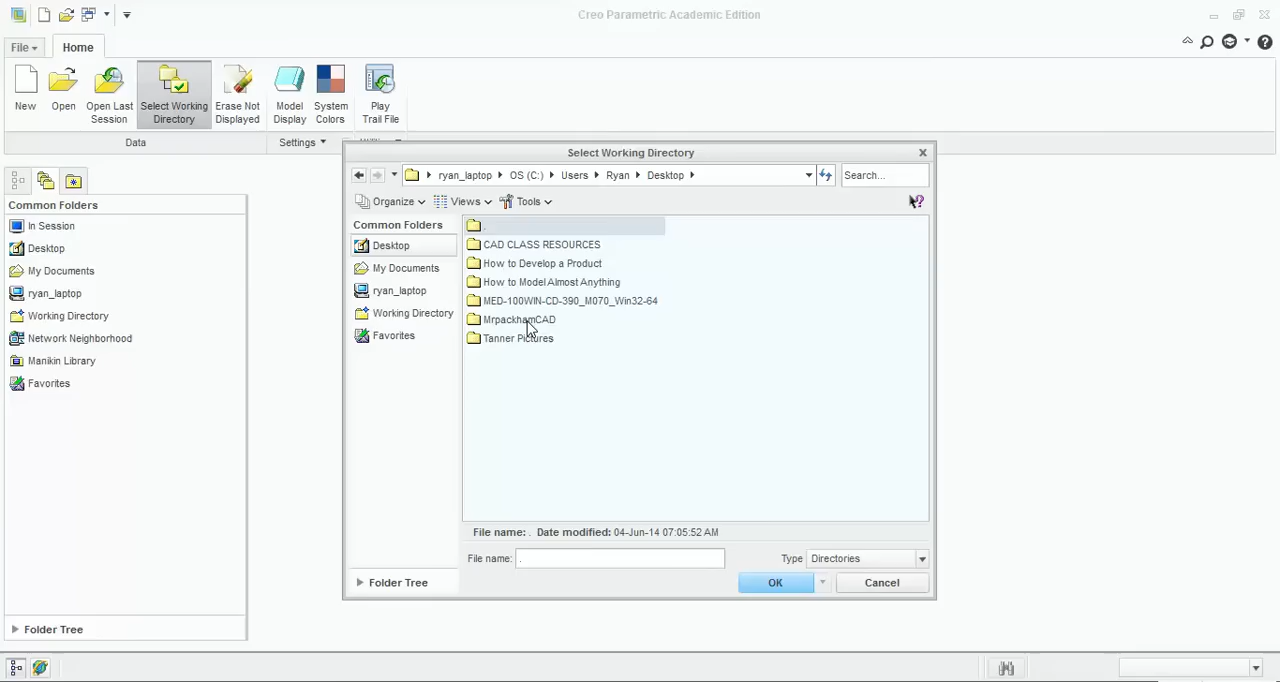 Creo Parametric Academic Edition
File
Home
New
Open
Open Last Session
Select Working Directory
Erase Not Displayed
Model Display
System Colors
Play Trail File
Data
Settings
Common Folders
In Session
Desktop
My Documents
ryan_laptop
Working Directory
Network Neighborhood
Manikin Library
Favorites
Folder Tree
Select Working Directory
ryan_laptop
OS (C:)
Users
Ryan
Desktop
Search...
Organize
Views
Tools
Common Folders
Desktop
My Documents
ryan_laptop
Working Directory
Favorites
Folder Tree
.
CAD CLASS RESOURCES
How to Develop a Product
How to Model Almost Anything
MED-100WIN-CD-390_M070_Win32-64
MrpackhamCAD
Tanner Pictures
File name: . Date modified: 04-Jun-14 07:05:52 AM
File name: .
Type Directories
OK
Cancel